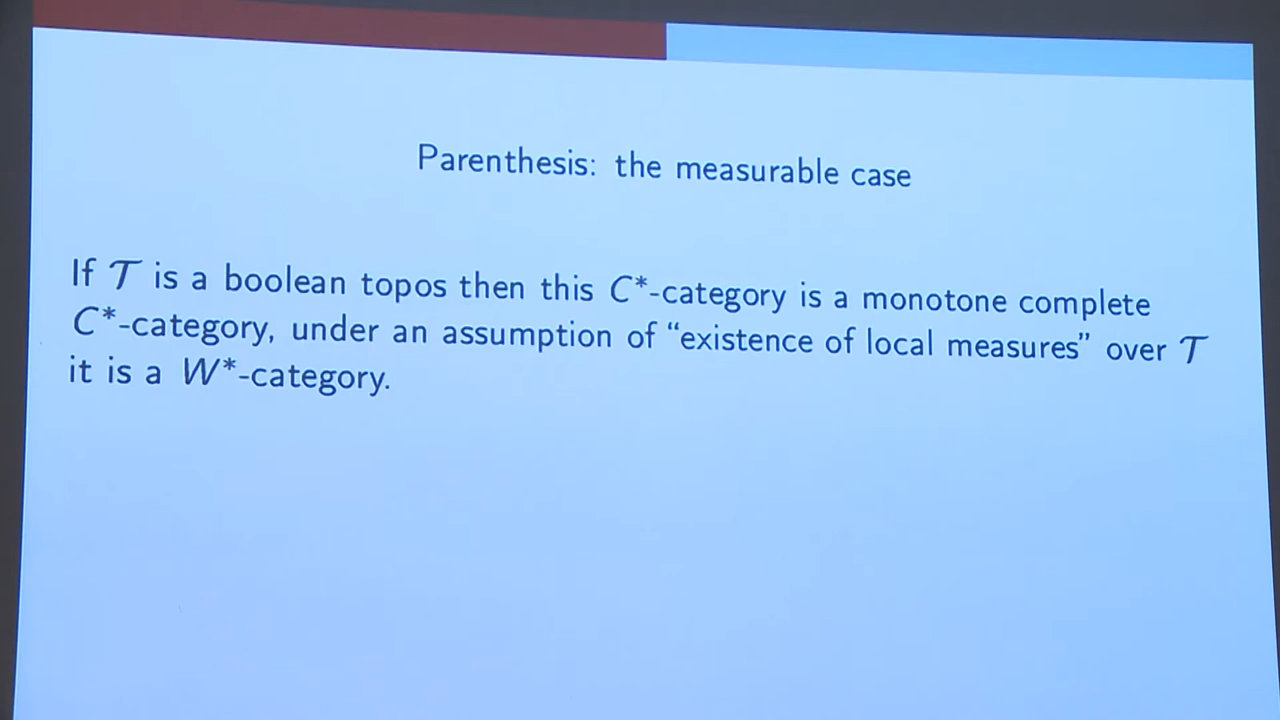 Parenthesis: the measurable case
If 𝒯 is a boolean topos then this C*-category is a monotone complete
C*-category, under an assumption of “existence of local measures” over 𝒯
it is a W*-category.